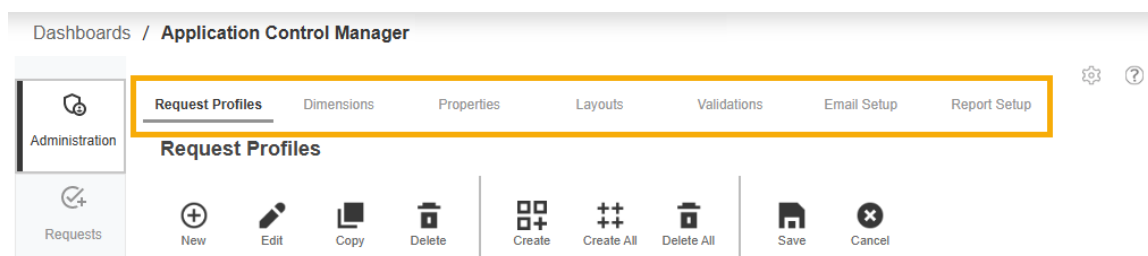 Dashboards / Application Control Manager
Request Profiles Dimensions Properties Layouts Validations Email Setup Report Setup
Administration
Request Profiles
Requests
New Edit Copy Delete Create Create All Delete All Save Cancel